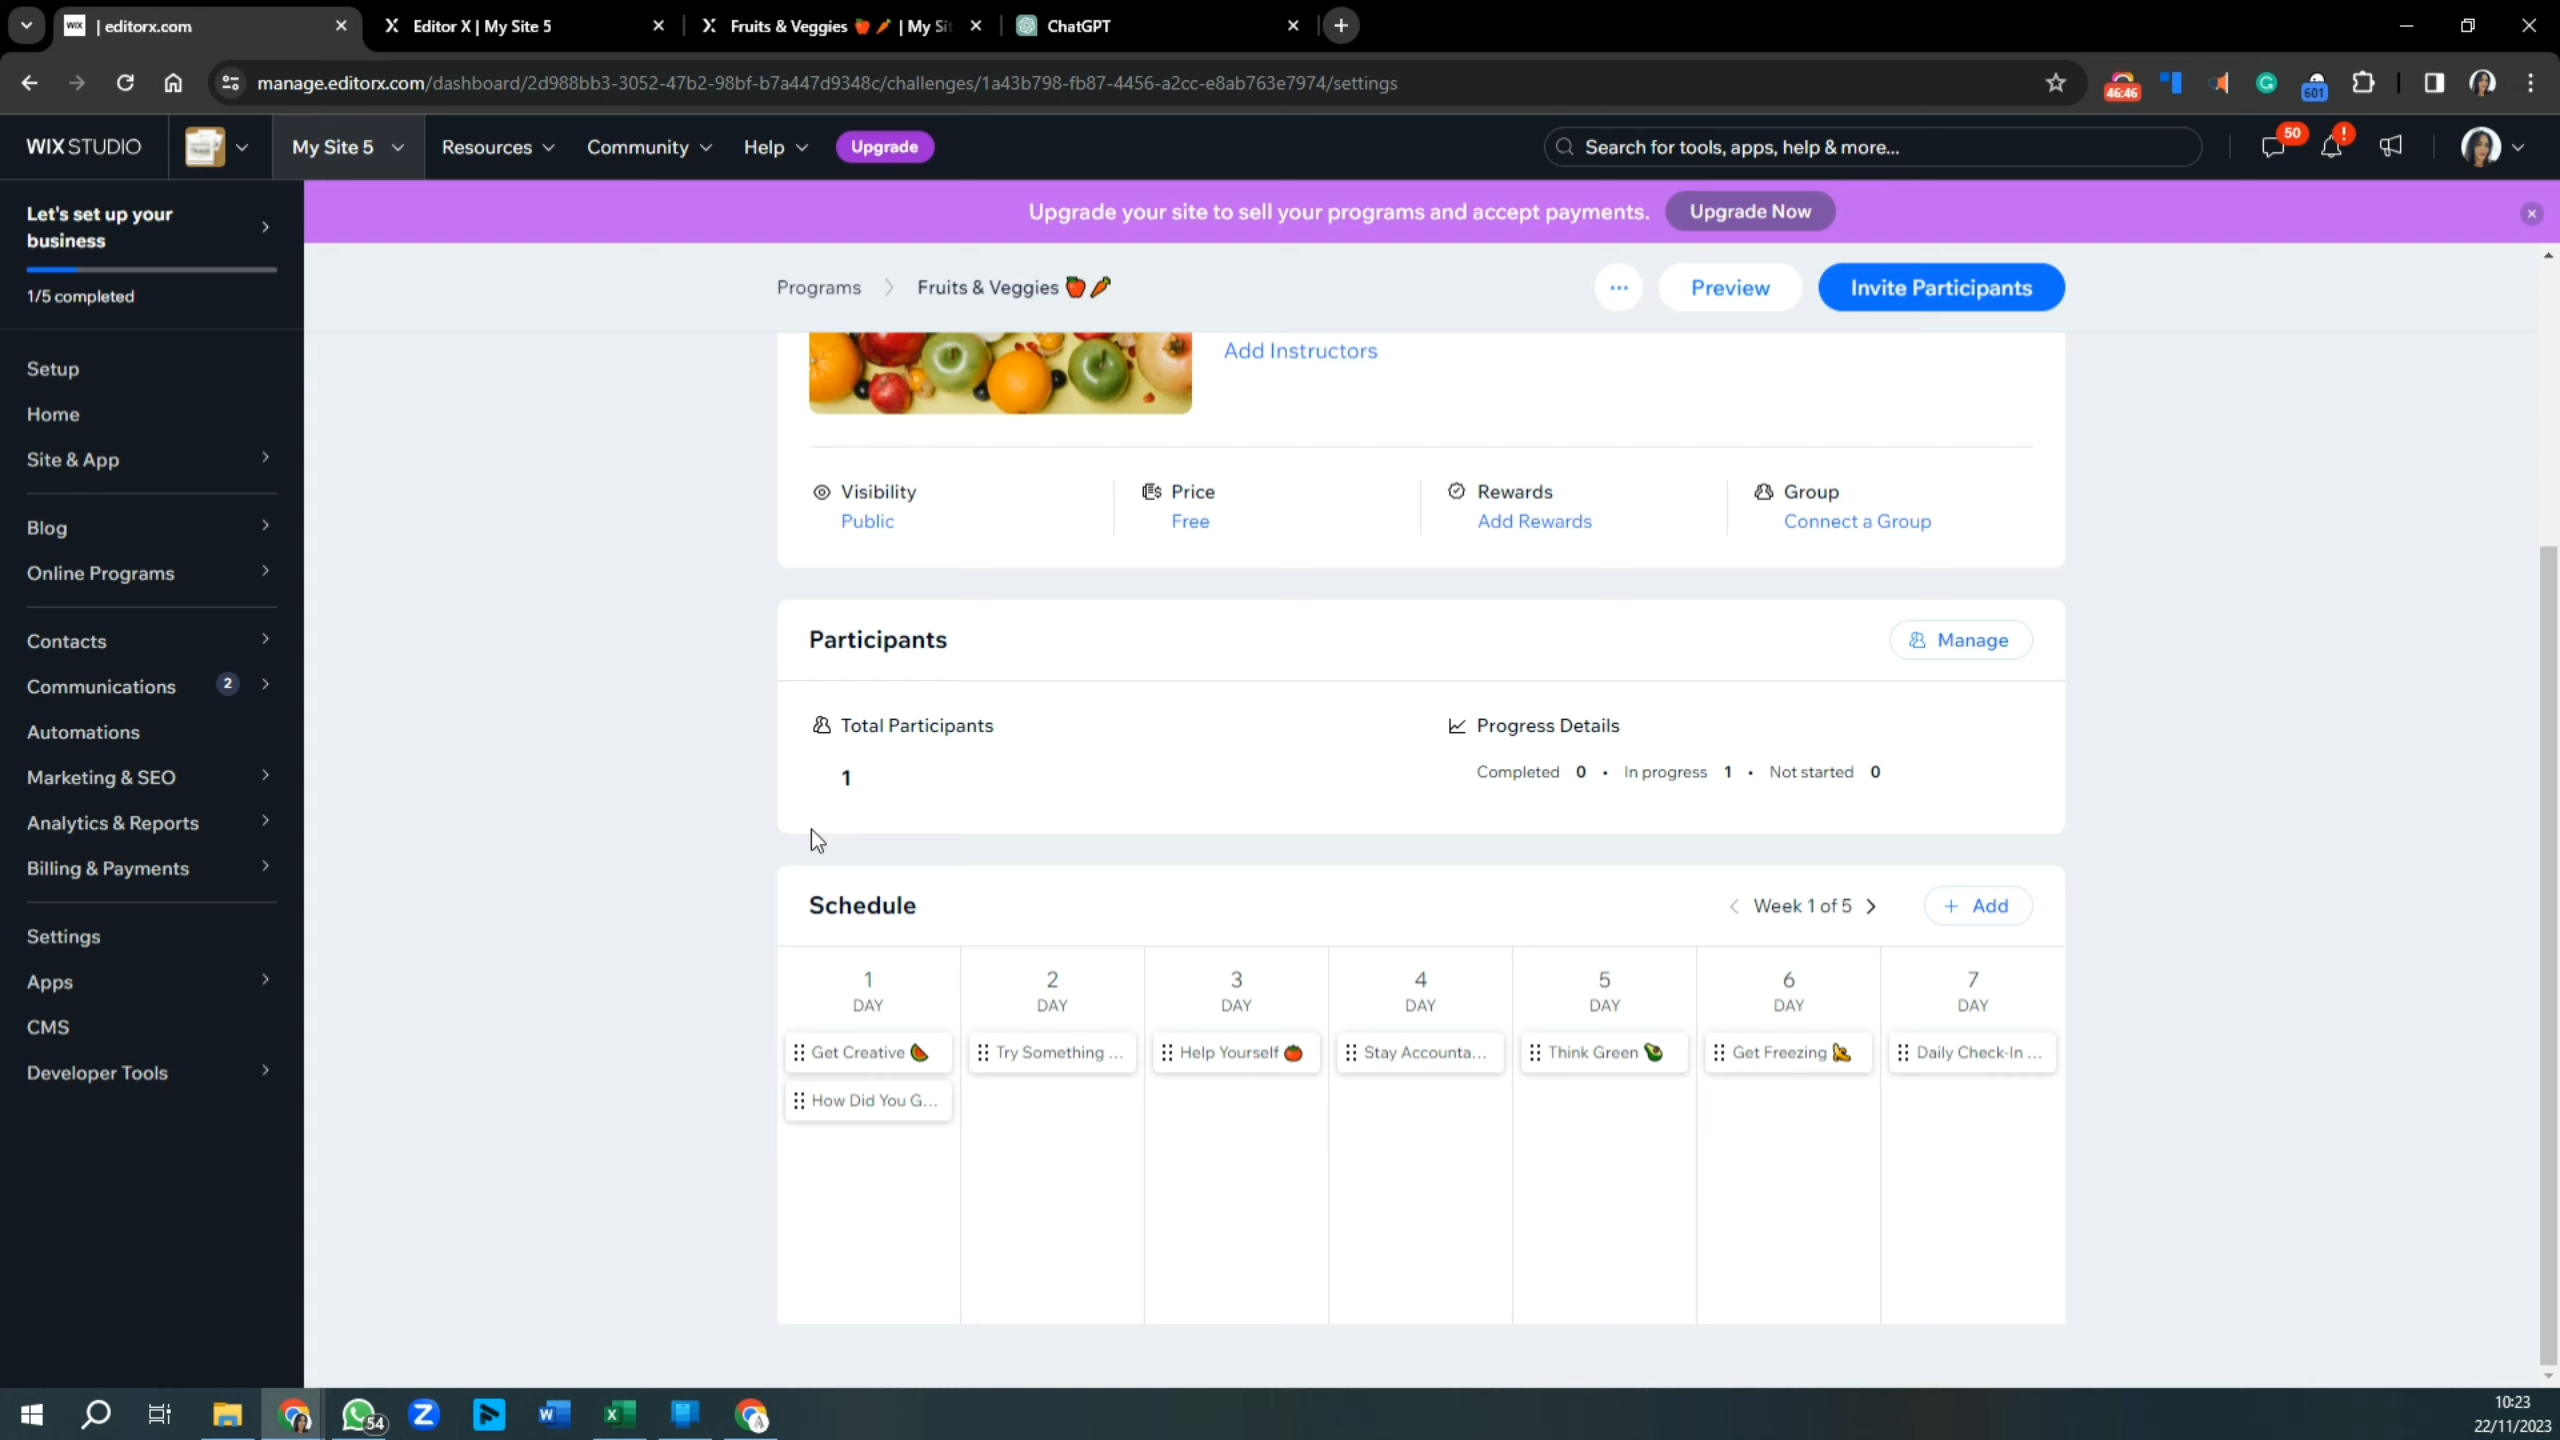 | editorx.com
Editor X | My Site 5
Fruits & Veggies 🍎 🥕 | My Sit
ChatGPT
manage.editorx.com/dashboard/2d988bb3-3052-47b2-98bf-b7a447d9348c/challenges/1a43b798-fb87-4456-a2cc-e8ab763e7974/settings
46:46
601
WIX STUDIO
My Site 5
Resources
Community
Help
Upgrade
Search for tools, apps, help & more...
50
Let's set up your
business
1/5 completed
Upgrade your site to sell your programs and accept payments.
Upgrade Now
Programs
Fruits & Veggies 🍎🥕
Preview
Invite Participants
Setup
Home
Site & App
Blog
Online Programs
Contacts
Communications 2
Automations
Marketing & SEO
Analytics & Reports
Billing & Payments
Settings
Apps
CMS
Developer Tools
Add Instructors
Visibility
Public
Price
Free
Rewards
Add Rewards
Group
Connect a Group
Participants
Manage
Total Participants
1
Progress Details
Completed 0 • In progress 1 • Not started 0
Schedule
Week 1 of 5
+ Add
1 2 3 4 5 6 7
DAY DAY DAY DAY DAY DAY DAY
Get Creative 🍉
Try Something ...
Help Yourself 🍅
Stay Accounta...
Think Green 🥑
Get Freezing 🍌
Daily Check-In ...
How Did You G...
54
10:23
22/11/2023